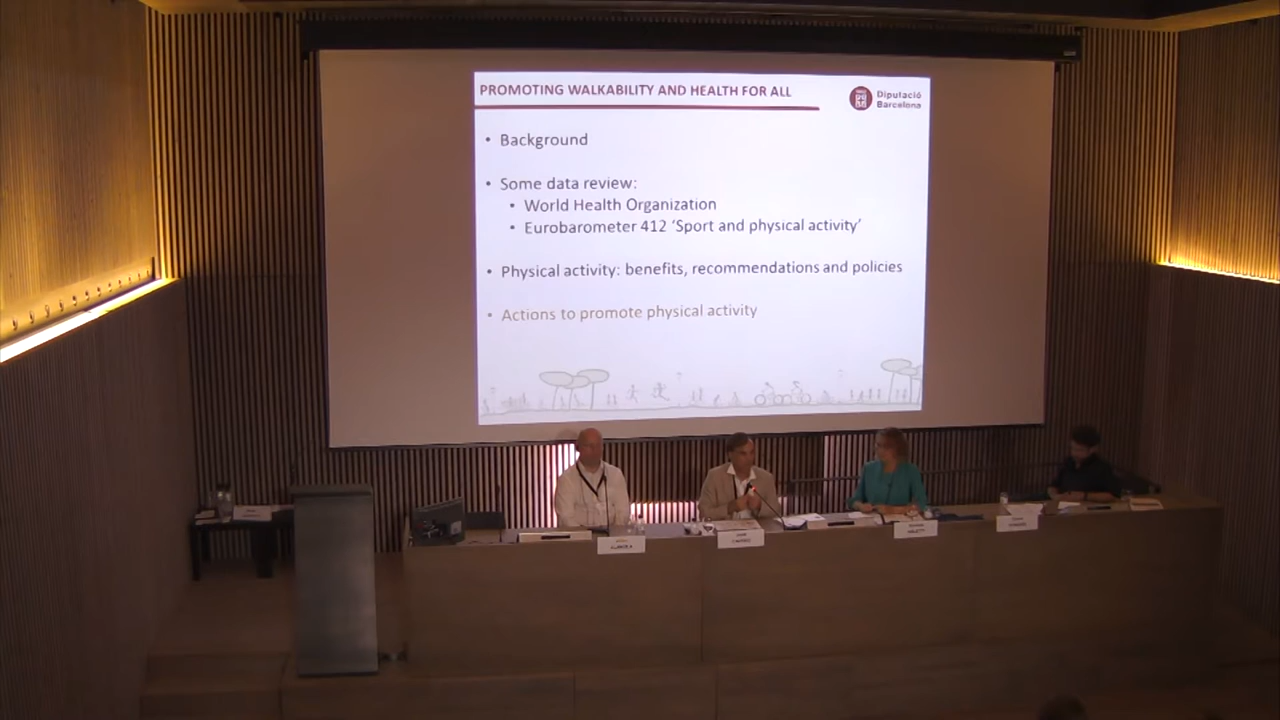 PROMOTING WALKABILITY AND HEALTH FOR ALL
Diputació
Barcelona
• Background
• Some data review:
• World Health Organization
• Eurobarometer 412 ‘Sport and physical activity’
• Physical activity: benefits, recommendations and policies
• Actions to promote physical activity